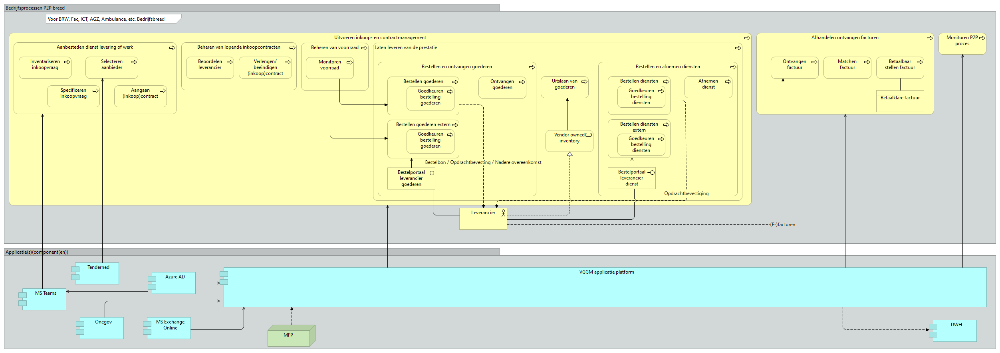 Bedrijfsprocessen P2P breed
Voor BRW, Fac, ICT, AGZ, Ambulance, etc. Bedrijfsbreed
Uitvoeren inkoop- en contractmanagement
Aanbesteden dienst levering of werk
Inventariseren
inkoopvraag
Selecteren
aanbieder
Specificeren
inkoopvraag
Aangaan
(inkoop)contract
Beheren van lopende inkoopcontracten
Beoordelen
leverancier
Verlengen/
beeindigen
(inkoop)contract
Beheren van voorrraad
Monitoren
voorraad
Laten leveren van de prestatie
Bestellen en ontvangen goederen
Bestellen goederen
Goedkeuren
bestelling
goederen
Ontvangen
goederen
Bestellen goederen extern
Goedkeuren
bestelling
goederen
Bestelbon / Opdrachtbevesting / Nadere overeenkomst
Bestelportaal
leverancier
goederen
Uitslaan van
goederen
Vendor owned
inventory
Bestellen en afnemen diensten
Bestellen diensten
Goedkeuren
bestelling
diensten
Afnemen
dienst
Bestellen diensten
extern
Goedkeuren
bestelling
diensten
Bestelportaal
leverancier
dienst
Opdrachtbevestiging
Leverancier
(E-)facturen
Afhandelen ontvangen facturen
Ontvangen
factuur
Matchen
factuur
Betaalbaar
stellen factuur
Betaalklare factuur
Monitoren P2P
proces
Applicatie(s)(component(en))
Tenderned
Azure AD
MS Teams
VGGM applicatie platform
Onegov
MS Exchange
Online
MFP
DWH